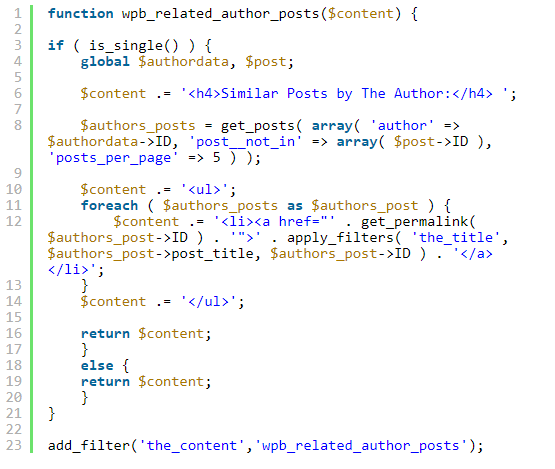 1 function wpb_related_author_posts($content) {
2
3 if ( is_single() ) {
4     global $authordata, $post;
5
6     $content .= '<h4>Similar Posts by The Author:</h4> ';
7
8     $authors_posts = get_posts( array( 'author' =>
$authordata->ID, 'post__not_in' => array( $post->ID ),
'posts_per_page' => 5 ) );
9
10     $content .= '<ul>';
11     foreach ( $authors_posts as $authors_post ) {
12         $content .= '<li><a href="' . get_permalink(
$authors_post->ID ) . '">' . apply_filters( 'the_title',
$authors_post->post_title, $authors_post->ID ) . '</a>
</li>';
13     }
14     $content .= '</ul>';
15
16     return $content;
17     }
18     else {
19     return $content;
20     }
21 }
22
23 add_filter('the_content','wpb_related_author_posts');